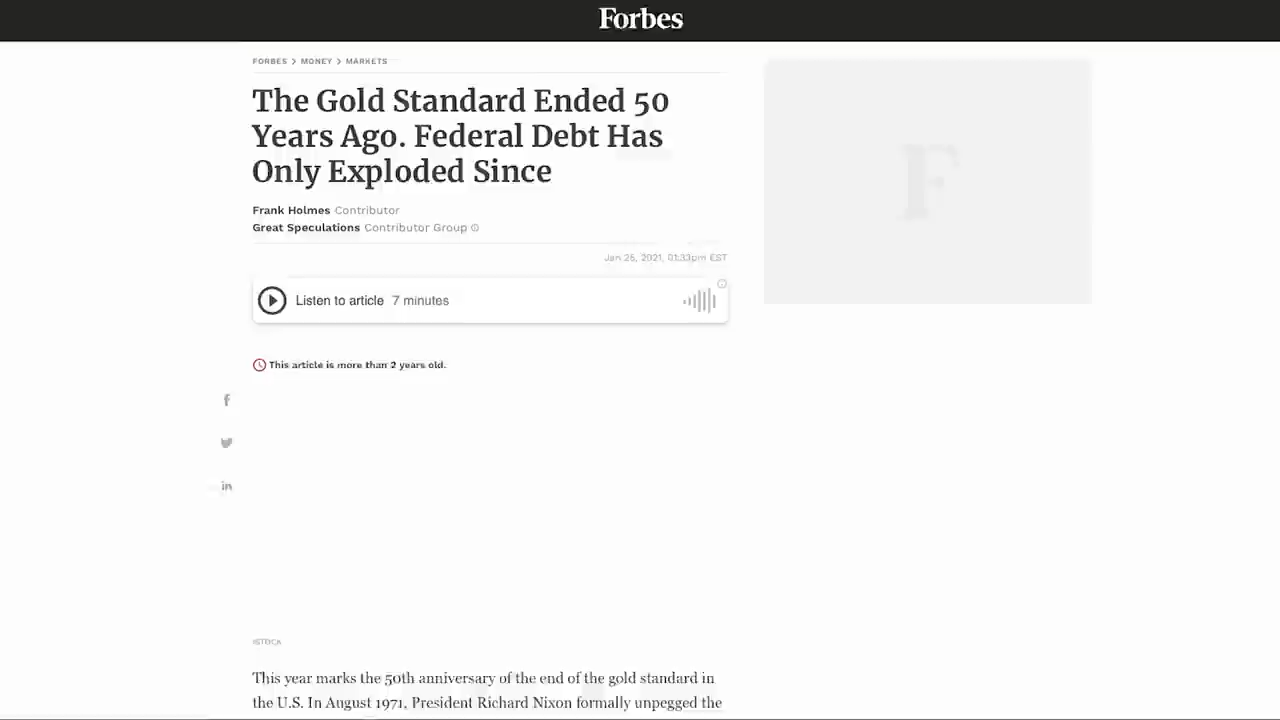 Forbes
FORBES > MONEY > MARKETS
The Gold Standard Ended 50
Years Ago. Federal Debt Has
Only Exploded Since
Frank Holmes Contributor
Great Speculations Contributor Group
Jan 25, 2021, 01:33pm EST
Listen to article 7 minutes
This article is more than 2 years old.
ISTOCK
This year marks the 50th anniversary of the end of the gold standard in
the U.S. In August 1971, President Richard Nixon formally unpegged the